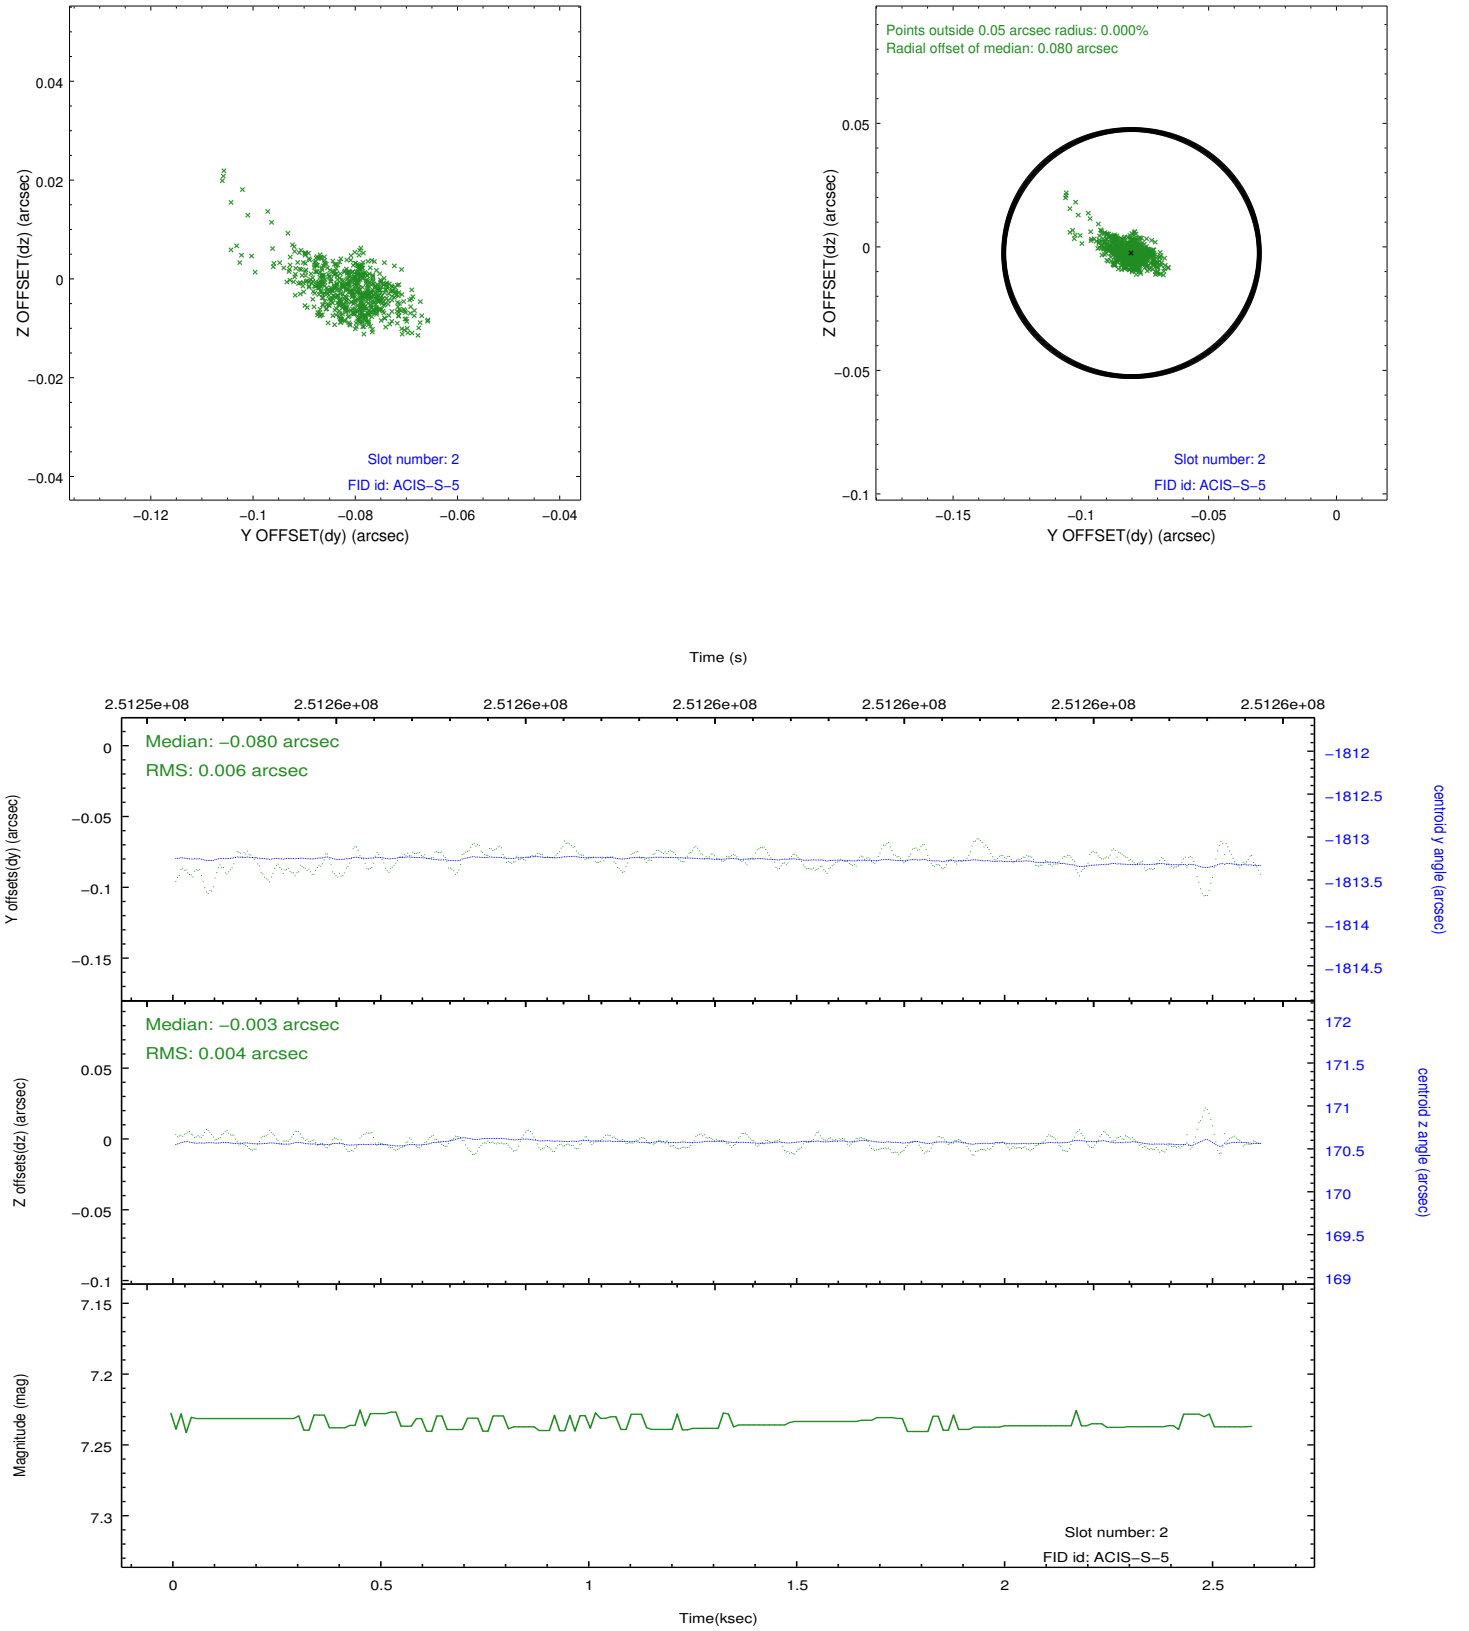 0.04
0.02
0
−0.02
−0.04
Z OFFSET(dz) (arcsec)
Slot number: 2
FID id: ACIS−S−5
−0.12
−0.1
−0.08
−0.06
−0.04
Y OFFSET(dy) (arcsec)
Points outside 0.05 arcsec radius: 0.000%
Radial offset of median: 0.080 arcsec
0.05
0
−0.05
−0.1
Z OFFSET(dz) (arcsec)
Slot number: 2
FID id: ACIS−S−5
−0.15
−0.1
−0.05
0
Y OFFSET(dy) (arcsec)
Time (s)
2.5125e+08
2.5126e+08
2.5126e+08
2.5126e+08
2.5126e+08
2.5126e+08
2.5126e+08
Median: −0.080 arcsec
RMS: 0.006 arcsec
0
−0.05
−0.1
−0.15
Y offsets(dy) (arcsec)
−1812
−1812.5
−1813
−1813.5
−1814
−1814.5
centroid y angle (arcsec)
Median: −0.003 arcsec
RMS: 0.004 arcsec
0.05
0
−0.05
−0.1
Z offsets(dz) (arcsec)
172
171.5
171
170.5
170
169.5
169
centroid z angle (arcsec)
7.15
7.2
7.25
7.3
Magnitude (mag)
Slot number: 2
FID id: ACIS−S−5
0
0.5
1
1.5
2
2.5
Time(ksec)